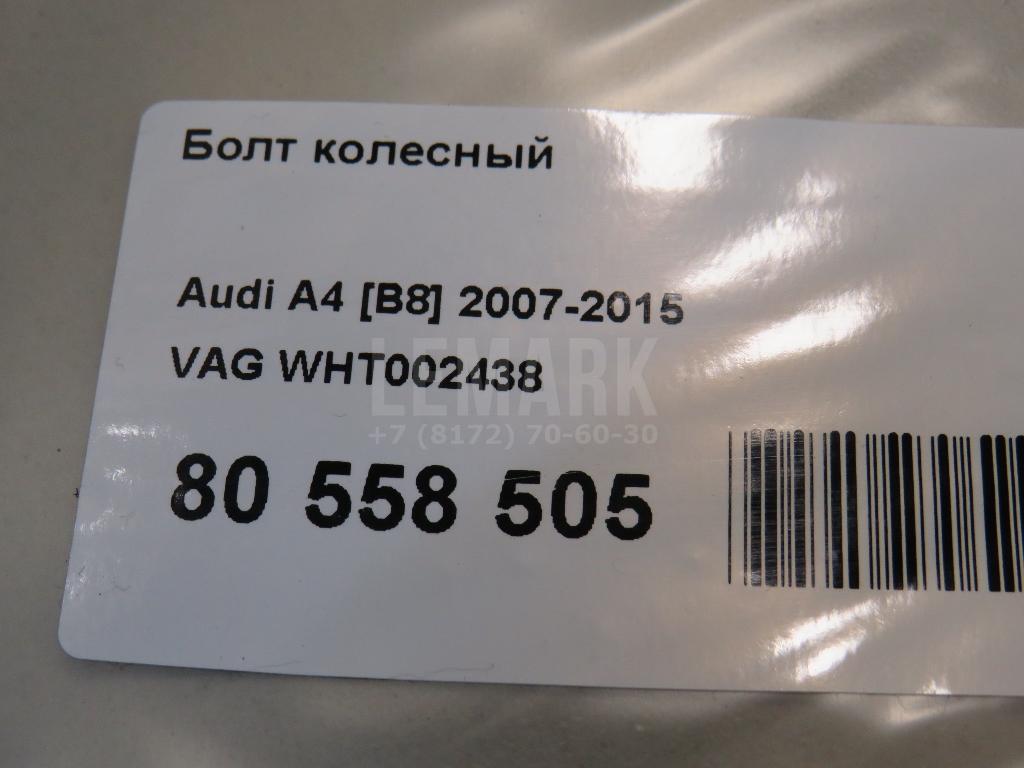 Болт колесный
Audi A4 [B8] 2007-2015
VAG WHT002438
LEMARK
+7 (8172) 70-60-30
80 558 505